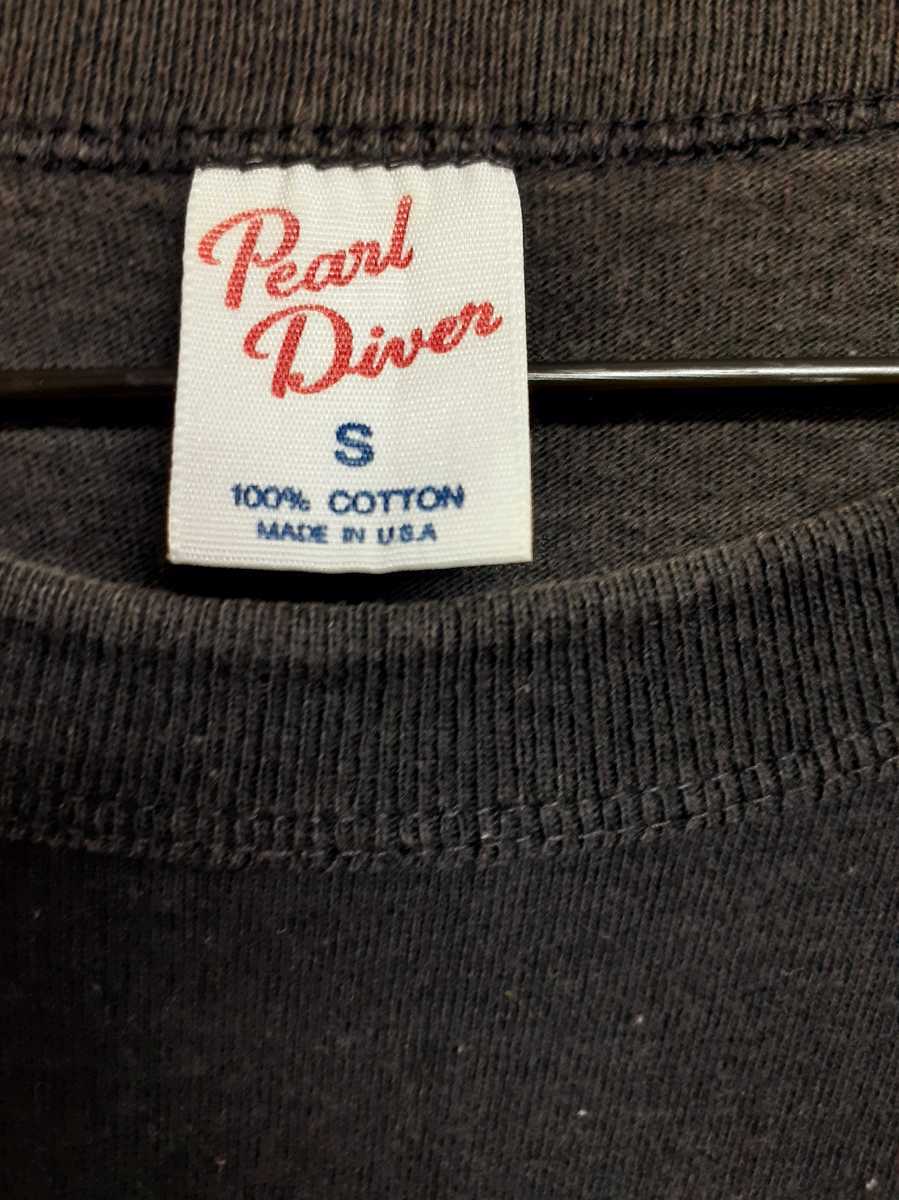 Pearl
Diver
S
100% COTTON
MADE IN U.S.A